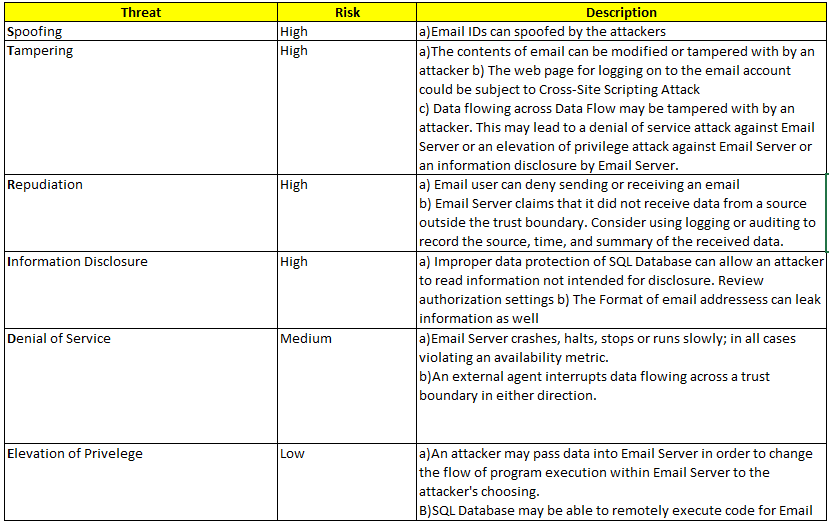 Threat Risk Description
Spoofing High a)Email IDs can spoofed by the attackers
Tampering High a)The contents of email can be modified or tampered with by an
attacker b) The web page for logging on to the email account
could be subject to Cross-Site Scripting Attack
c) Data flowing across Data Flow may be tampered with by an
attacker. This may lead to a denial of service attack against Email
Server or an elevation of privilege attack against Email Server or
an information disclosure by Email Server.
Repudiation High a) Email user can deny sending or receiving an email
b) Email Server claims that it did not receive data from a source
outside the trust boundary. Consider using logging or auditing to
record the source, time, and summary of the received data.
Information Disclosure High a) Improper data protection of SQL Database can allow an attacker
to read information not intended for disclosure. Review
authorization settings b) The Format of email addressess can leak
information as well
Denial of Service Medium a)Email Server crashes, halts, stops or runs slowly; in all cases
violating an availability metric.
b)An external agent interrupts data flowing across a trust
boundary in either direction.
Elevation of Privelege Low a)An attacker may pass data into Email Server in order to change
the flow of program execution within Email Server to the
attacker's choosing.
B)SQL Database may be able to remotely execute code for Email